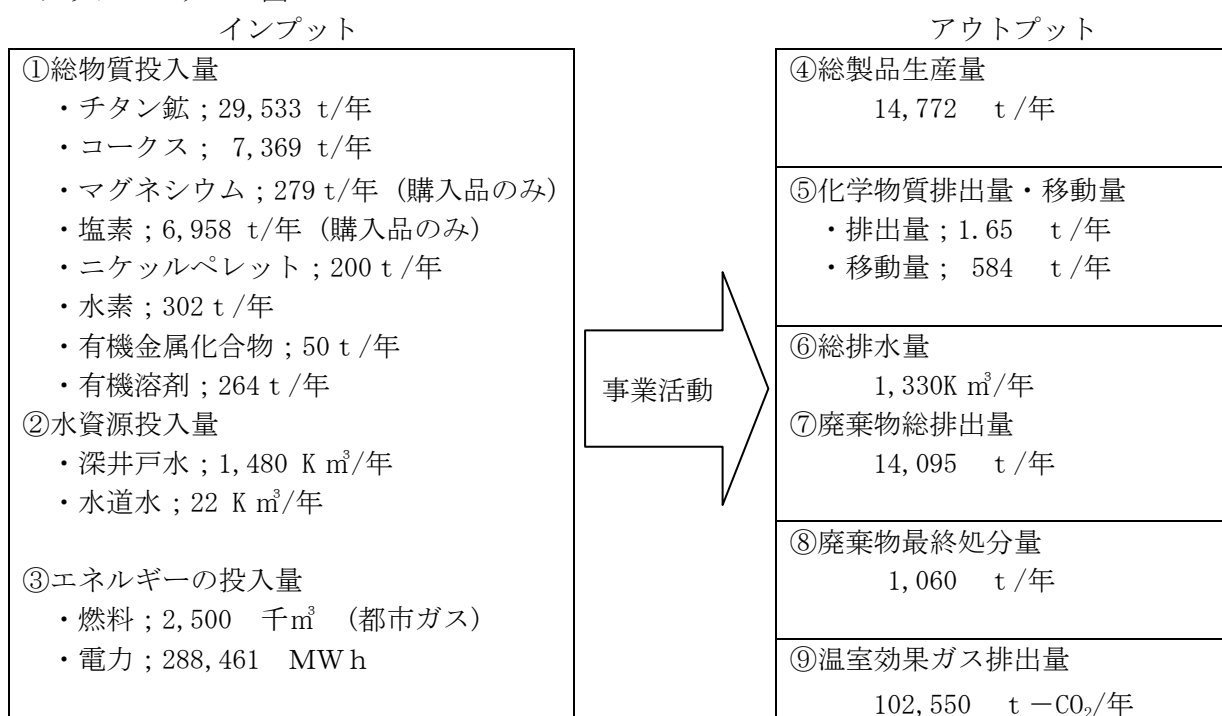 インプット
①総物質投入量
・チタン鉱；29,533 t/年
・コークス； 7,369 t/年
・マグネシウム；279 t/年（購入品のみ）
・塩素；6,958 t/年（購入品のみ）
・ニケッルペレット；200 t /年
・水素；302 t /年
・有機金属化合物；50 t /年
・有機溶剤；264 t /年
②水資源投入量
・深井戸水；1,480 K ㎥/年
・水道水；22 K ㎥/年
③エネルギーの投入量
・燃料；2,500 千㎥ （都市ガス）
・電力；288,461 MWｈ
事業活動
アウトプット
④総製品生産量
14,772 t /年
⑤化学物質排出量・移動量
・排出量；1.65 t /年
・移動量； 584 t /年
⑥総排水量
1,330K ㎥/年
⑦廃棄物総排出量
14,095 t /年
⑧廃棄物最終処分量
1,060 t /年
⑨温室効果ガス排出量
102,550 t －CO₂/年